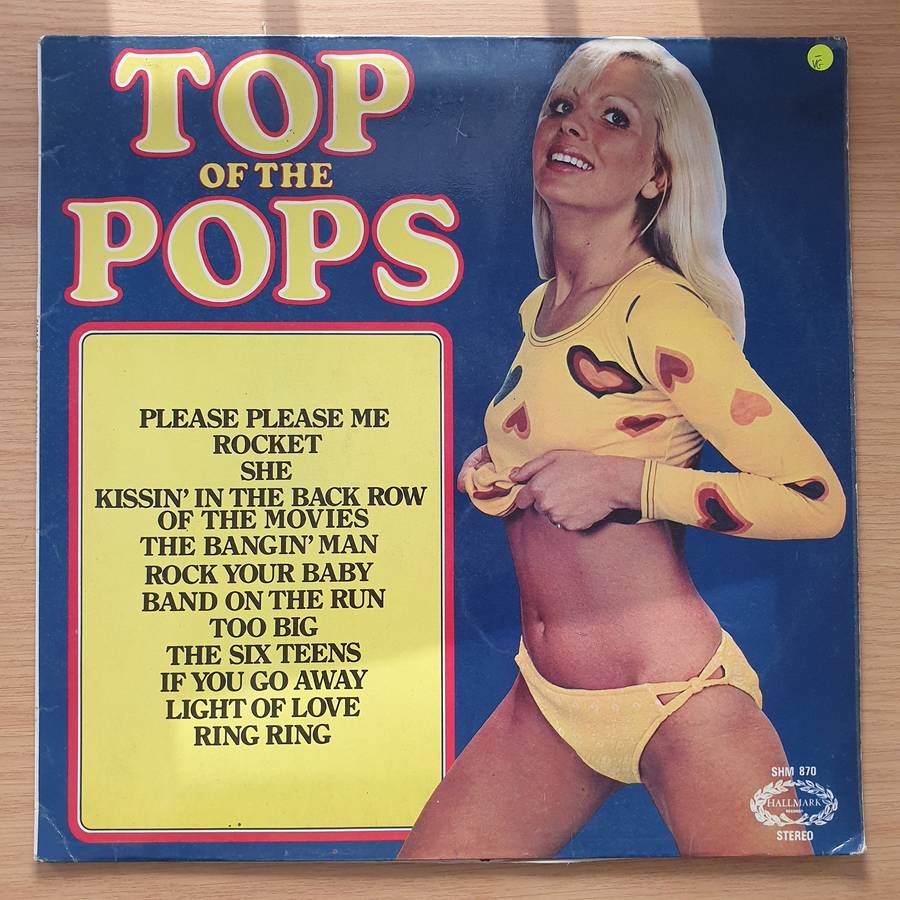 TOP
OF THE
POPS
PLEASE PLEASE ME
ROCKET
SHE
KISSIN' IN THE BACK ROW
OF THE MOVIES
THE BANGIN' MAN
ROCK YOUR BABY
BAND ON THE RUN
TOO BIG
THE SIX TEENS
IF YOU GO AWAY
LIGHT OF LOVE
RING RING
VG
SHM 870
HALLMARK
RECORDS
STEREO